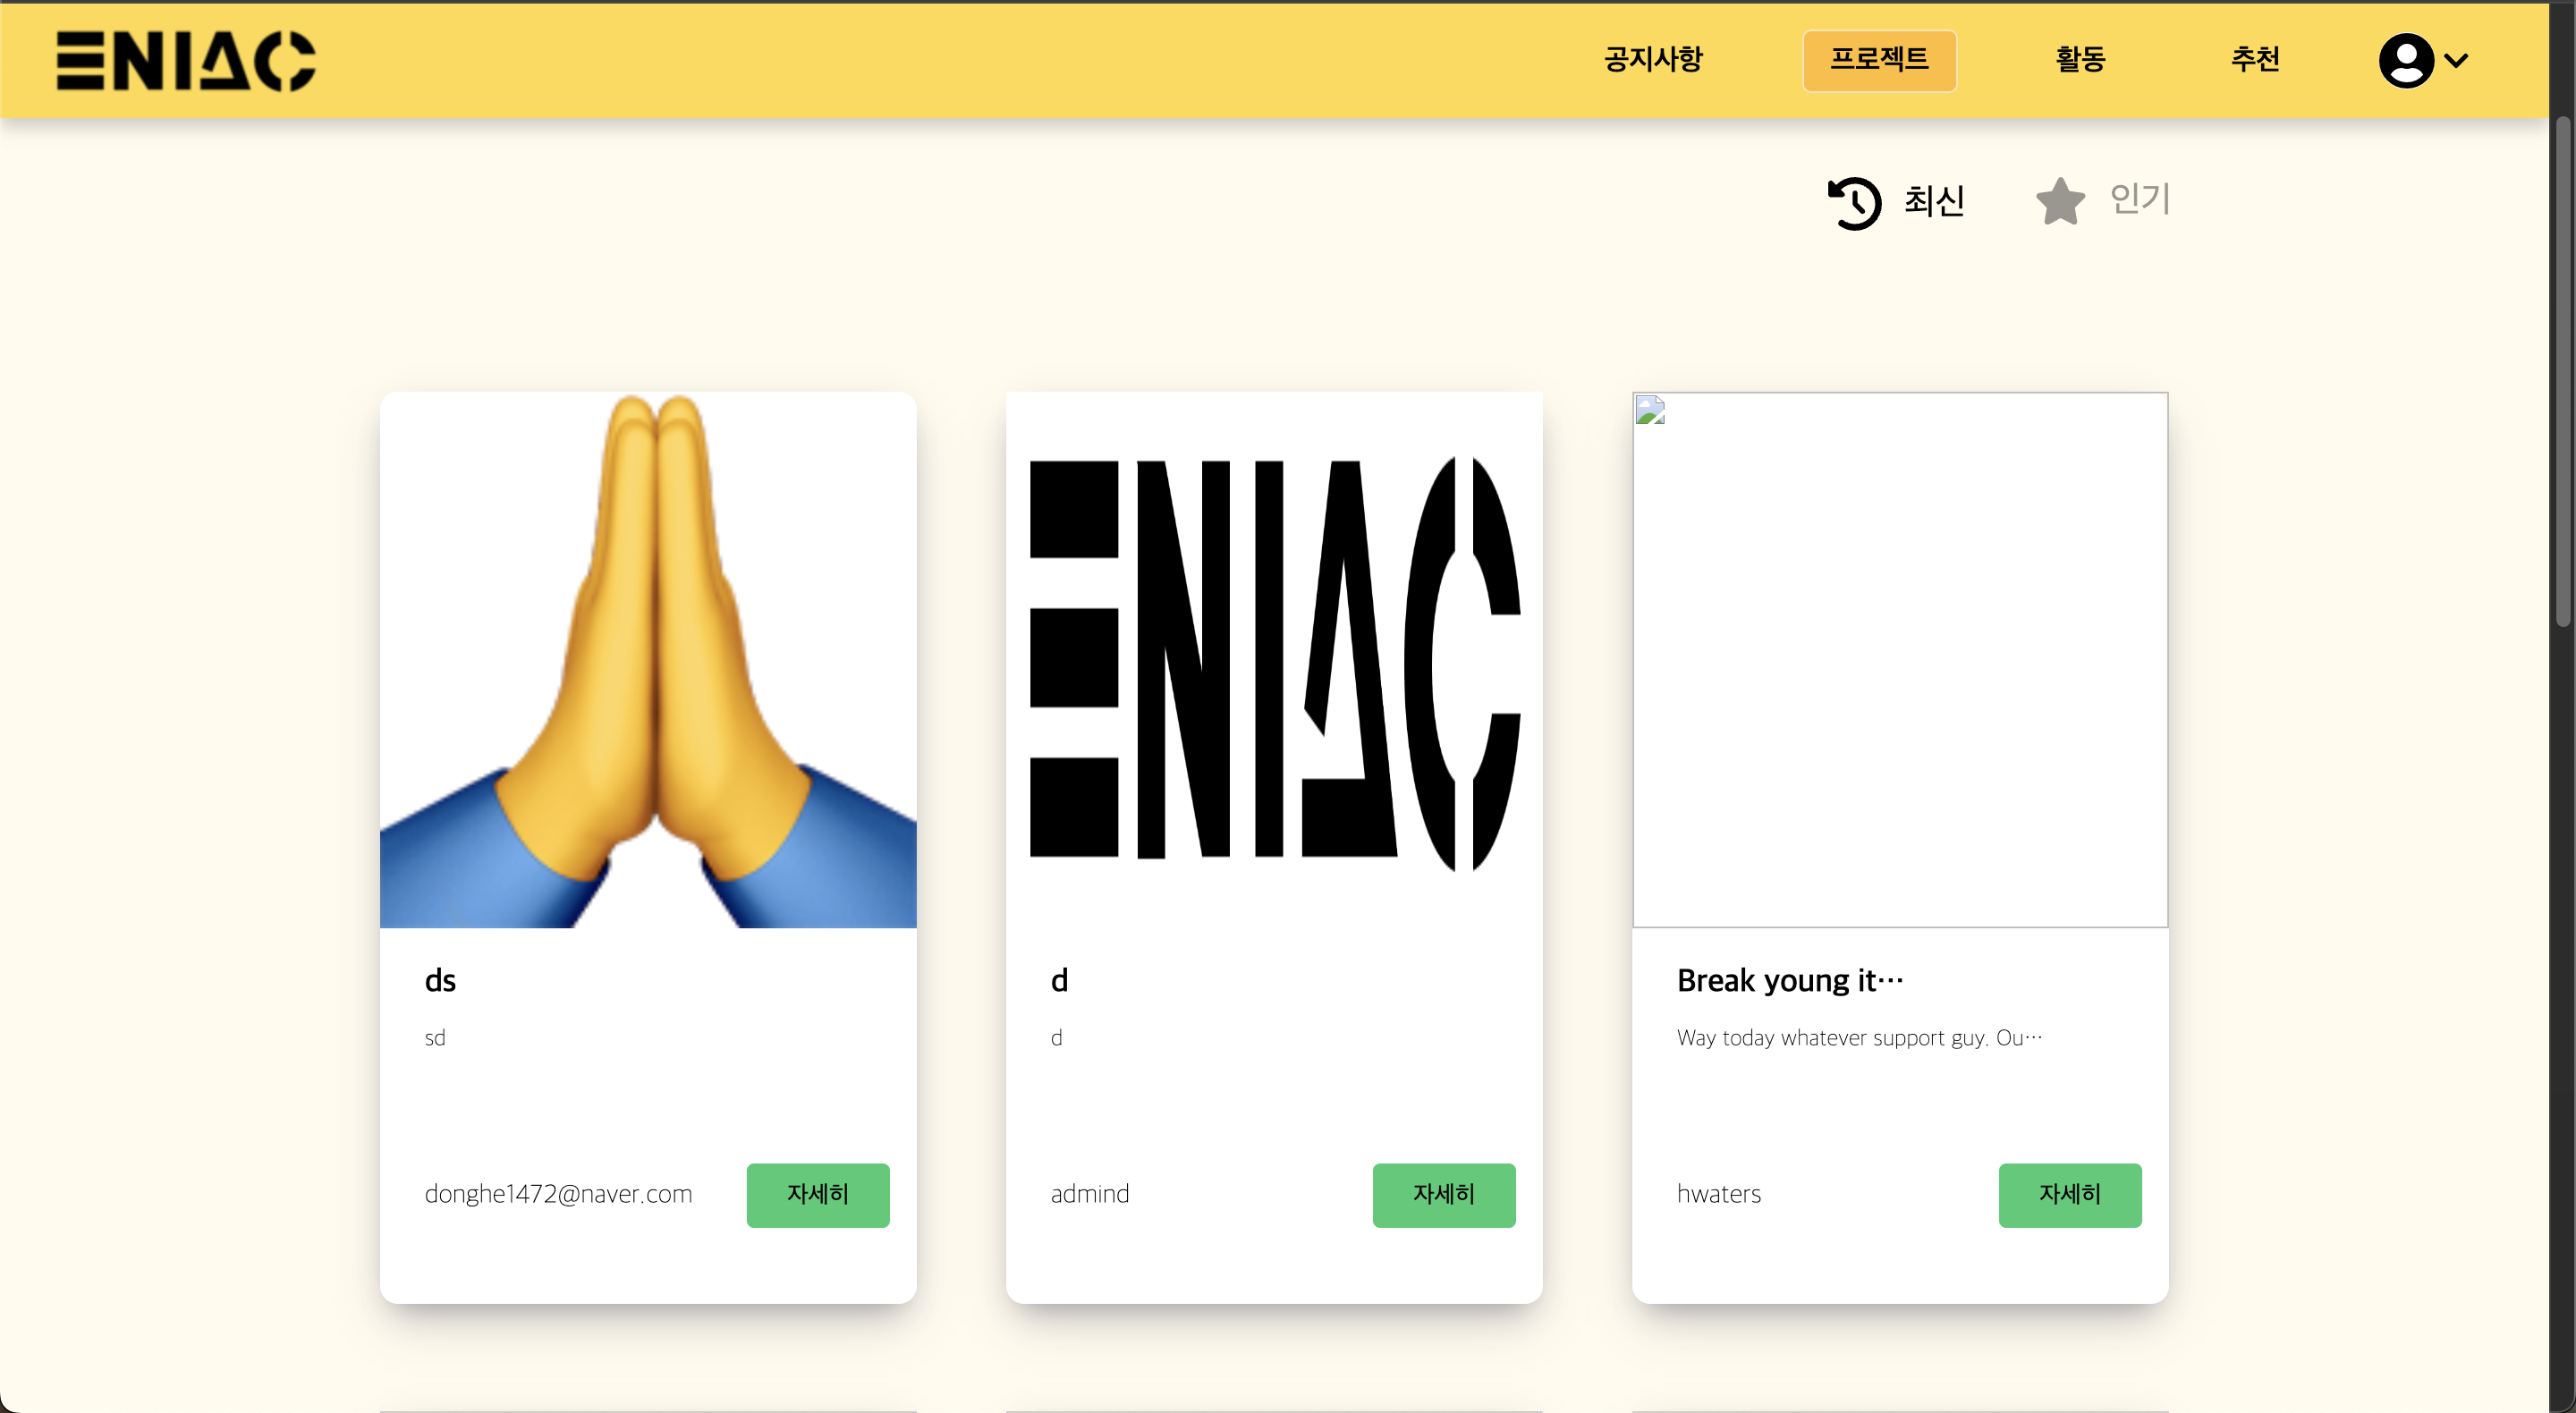 ENIAC
공지사항
프로젝트
활동
추천
최신
인기
ENIAC
ds
sd
donghe1472@naver.com
자세히
d
d
admind
자세히
Break young it⋯
Way today whatever support guy. Ou⋯
hwaters
자세히